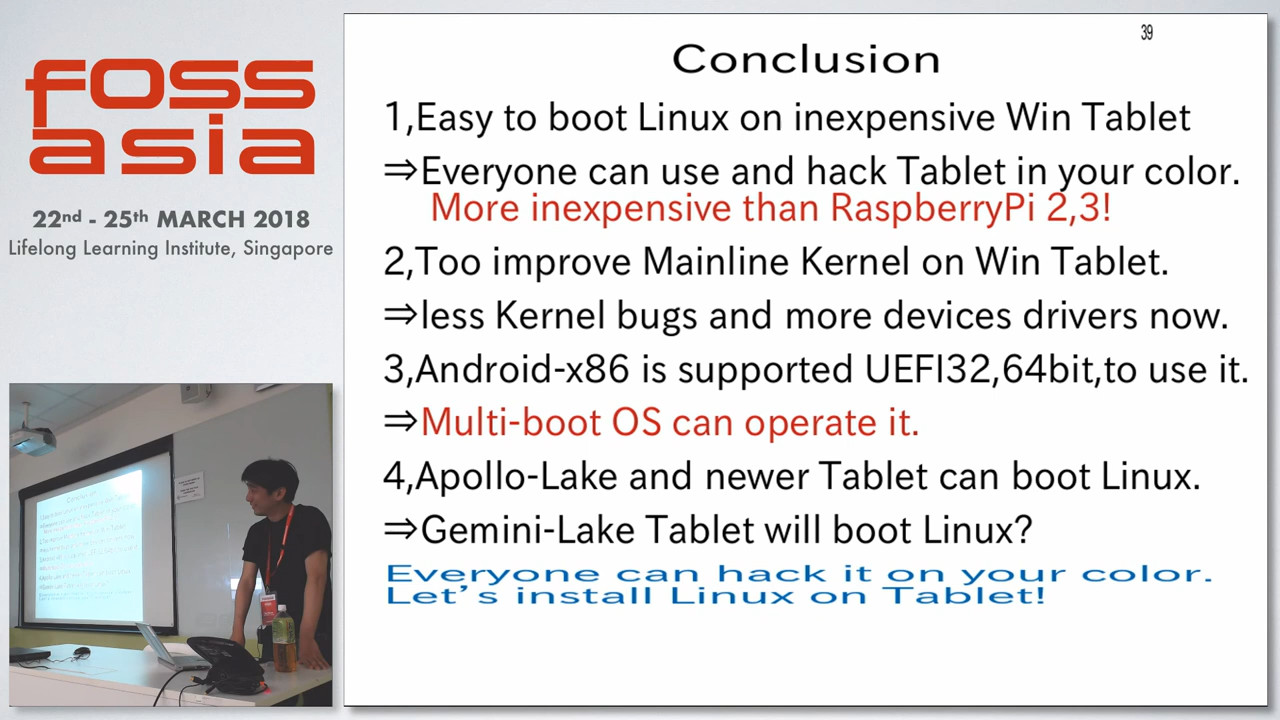 foss
asia
22nd - 25th MARCH 2018
Lifelong Learning Institute, Singapore
39
Conclusion
1,Easy to boot Linux on inexpensive Win Tablet
⇒Everyone can use and hack Tablet in your color.
More inexpensive than RaspberryPi 2,3!
2,Too improve Mainline Kernel on Win Tablet.
⇒less Kernel bugs and more devices drivers now.
3,Android-x86 is supported UEFI32,64bit,to use it.
⇒Multi-boot OS can operate it.
4,Apollo-Lake and newer Tablet can boot Linux.
⇒Gemini-Lake Tablet will boot Linux?
Everyone can hack it on your color.
Let's install Linux on Tablet!